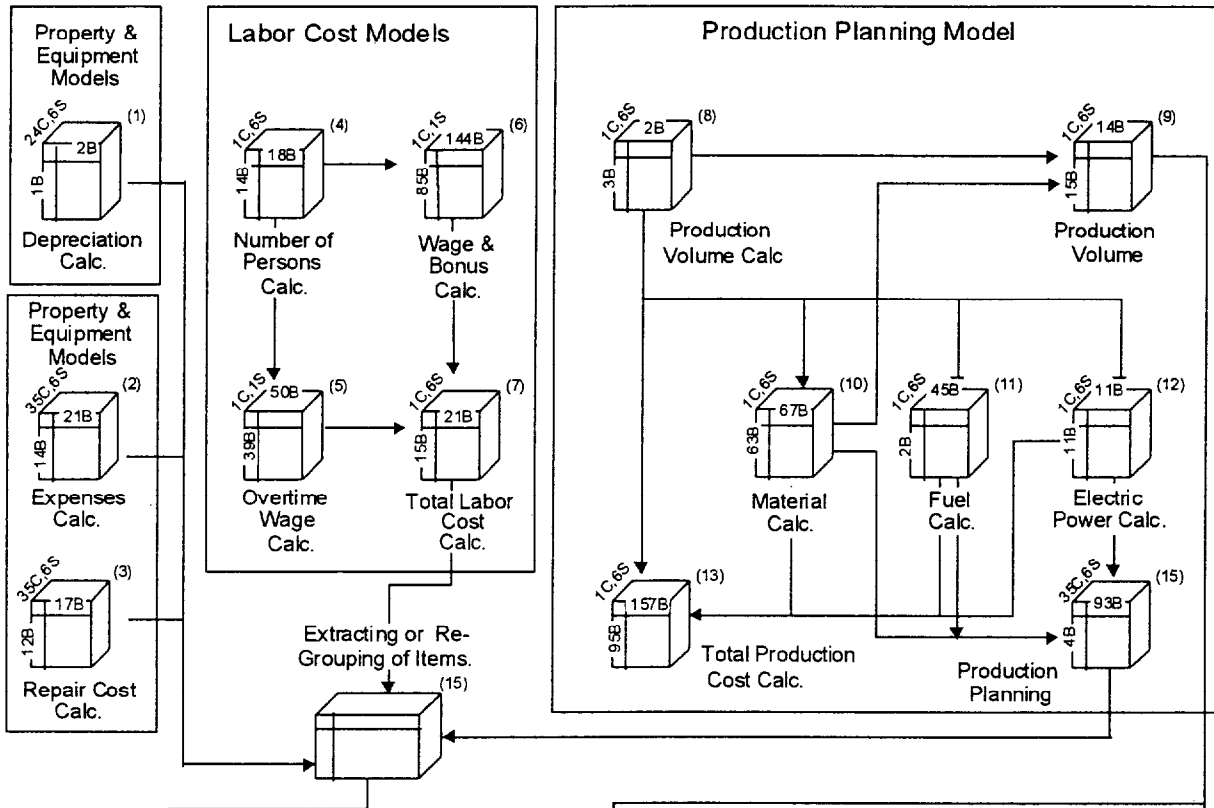 Property &
Equipment
Models
24C,6S
(1)
2B
1B
Depreciation
Calc.
Property &
Equipment
Models
35C,6S
(2)
21B
14B
Expenses
Calc.
35C,6S
(3)
17B
12B
Repair Cost
Calc.
Labor Cost Models
1C,6S
(4)
18B
14B
Number of
Persons
Calc.
1C,1S
(6)
144B
85B
Wage &
Bonus
Calc.
1C,1S
50B
(5)
39B
Overtime
Wage
Calc.
1C,6S
(7)
21B
15B
Total Labor
Cost
Calc.
Extracting or Re-
Grouping of Items.
(15)
Production Planning Model
1C,6S
2B
(8)
3B
Production
Volume Calc
1C,6S
14B
(9)
15B
Production
Volume
1C,6S
(10)
67B
63B
Material
Calc.
1C,6S
45B
(11)
2B
Fuel
Calc.
1C,6S
11B
(12)
11B
Electric
Power Calc.
1C,6S
(13)
157B
95B
Total Production
Cost Calc.
35C,6S
(15)
93B
4B
Production
Planning